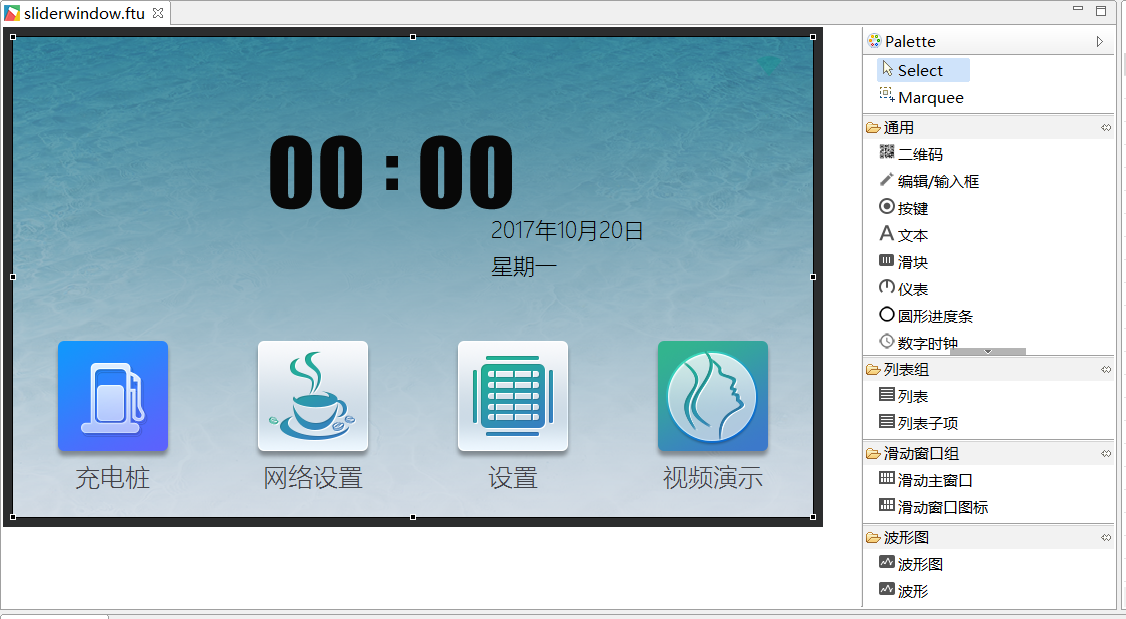 sliderwindow.ftu
00:00
2017年10月20日
星期一
充电桩 网络设置 设置 视频演示
Palette
Select
Marquee
通用
二维码
编辑/输入框
按键
文本
滑块
仪表
圆形进度条
数字时钟
列表组
列表
列表子项
滑动窗口组
滑动主窗口
滑动窗口图标
波形图
波形图
波形